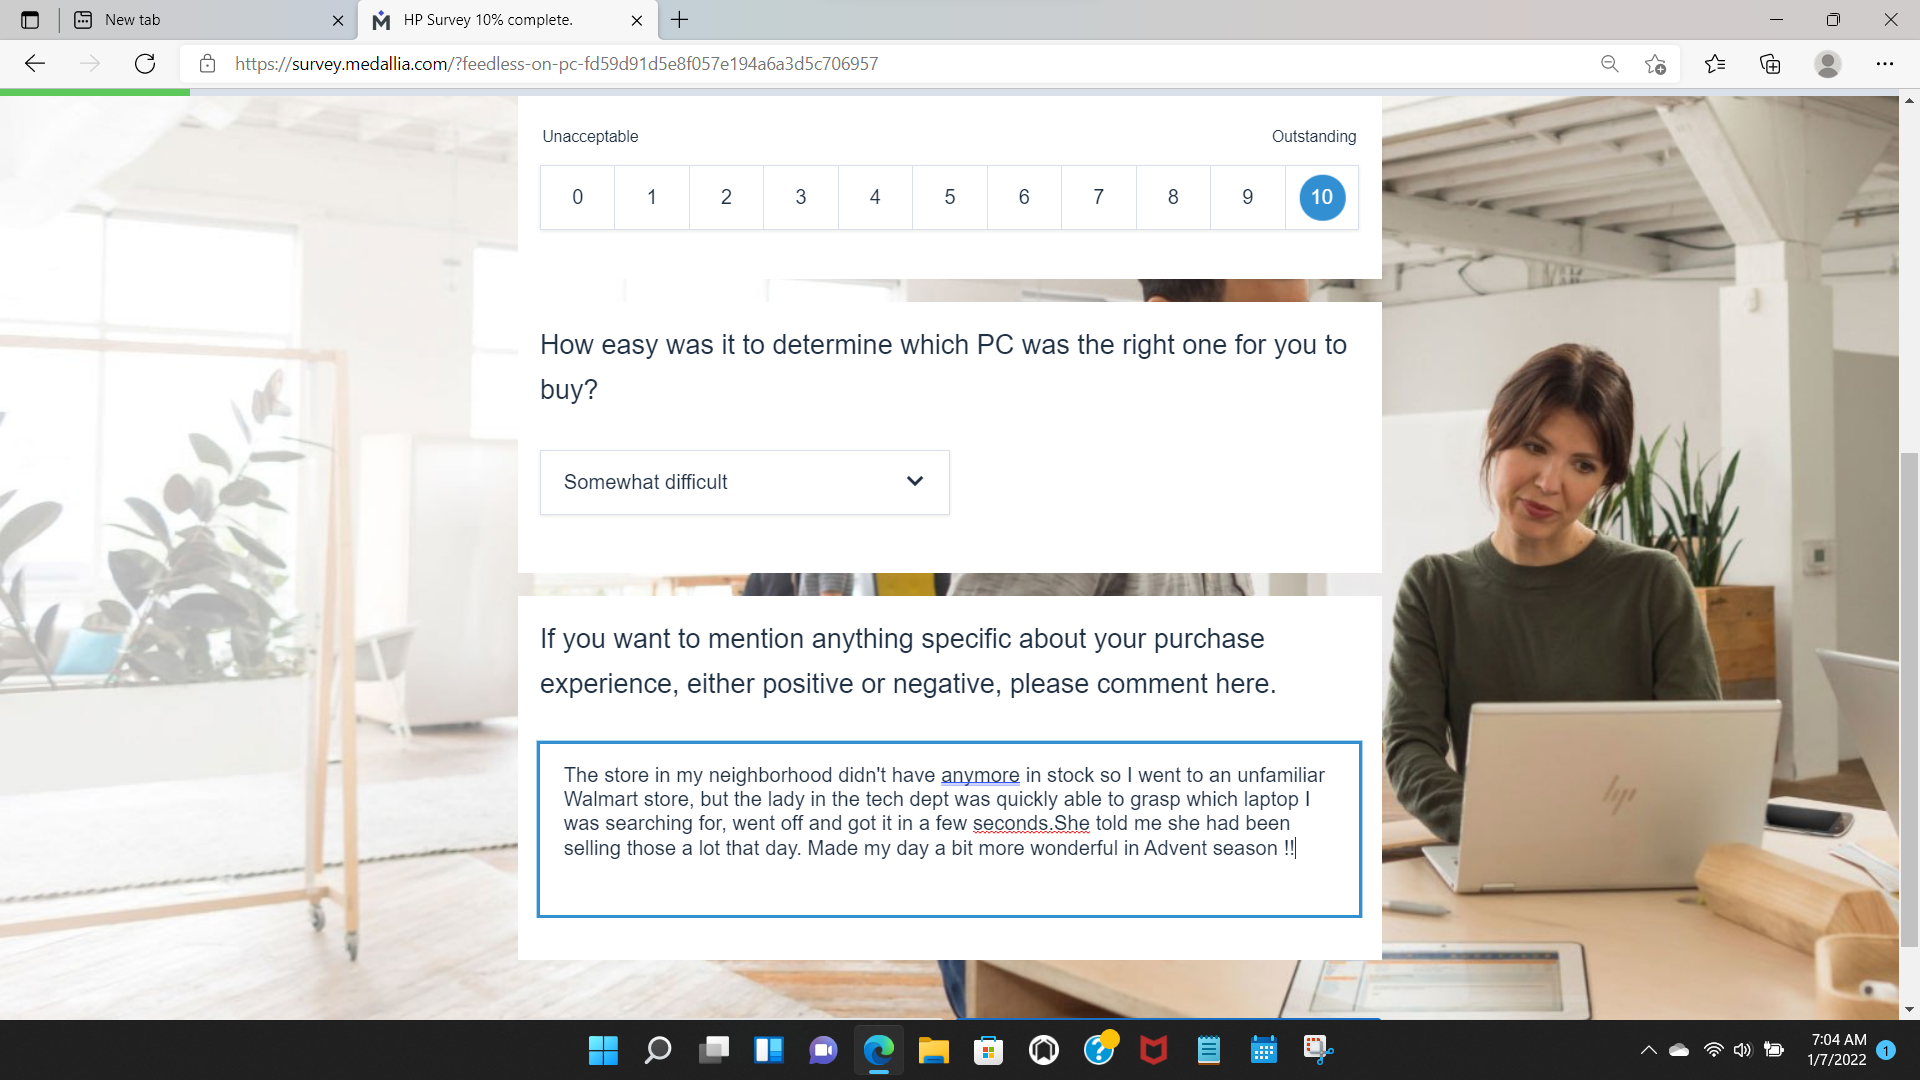 New tab
HP Survey 10% complete.
https://survey.medallia.com/?feedless-on-pc-fd59d91d5e8f057e194a6a3d5c706957
Unacceptable
Outstanding
0 1 2 3 4 5 6 7 8 9 10
How easy was it to determine which PC was the right one for you to
buy?
Somewhat difficult
If you want to mention anything specific about your purchase
experience, either positive or negative, please comment here.
The store in my neighborhood didn't have anymore in stock so I went to an unfamiliar
Walmart store, but the lady in the tech dept was quickly able to grasp which laptop I
was searching for, went off and got it in a few seconds.She told me she had been
selling those a lot that day. Made my day a bit more wonderful in Advent season !!
hp
7:04 AM
1/7/2022
1